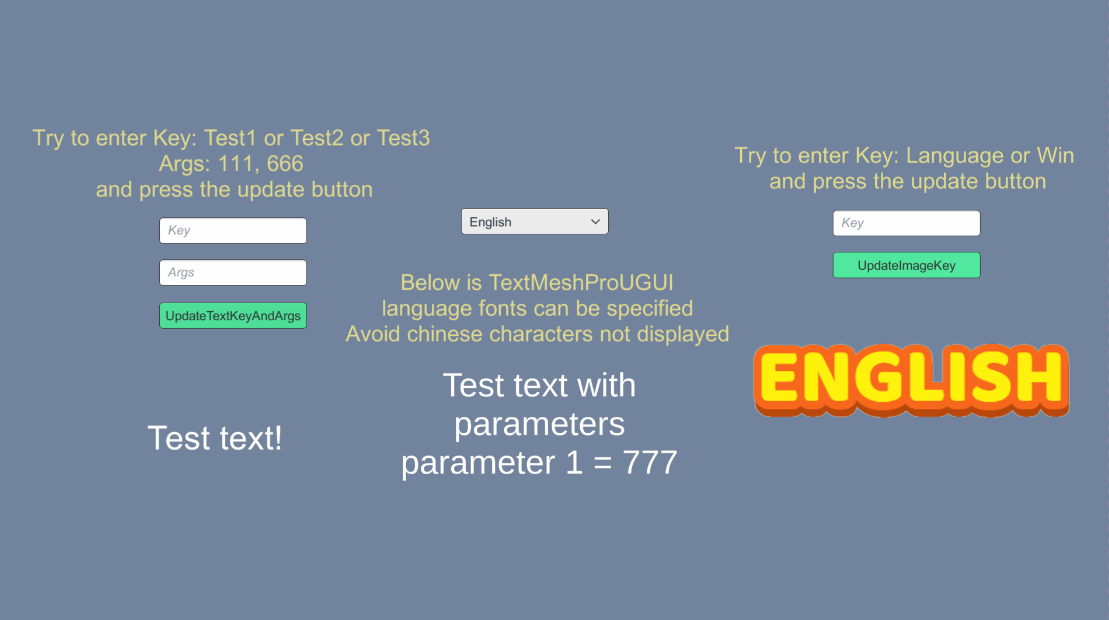 Try to enter Key: Test1 or Test2 or Test3
Args: 111, 666
and press the update button
Key
Args
UpdateTextKeyAndArgs
Test text!
English
Below is TextMeshProUGUI
language fonts can be specified
Avoid chinese characters not displayed
Test text with
parameters
parameter 1 = 777
Try to enter Key: Language or Win
and press the update button
Key
UpdateImageKey
ENGLISH